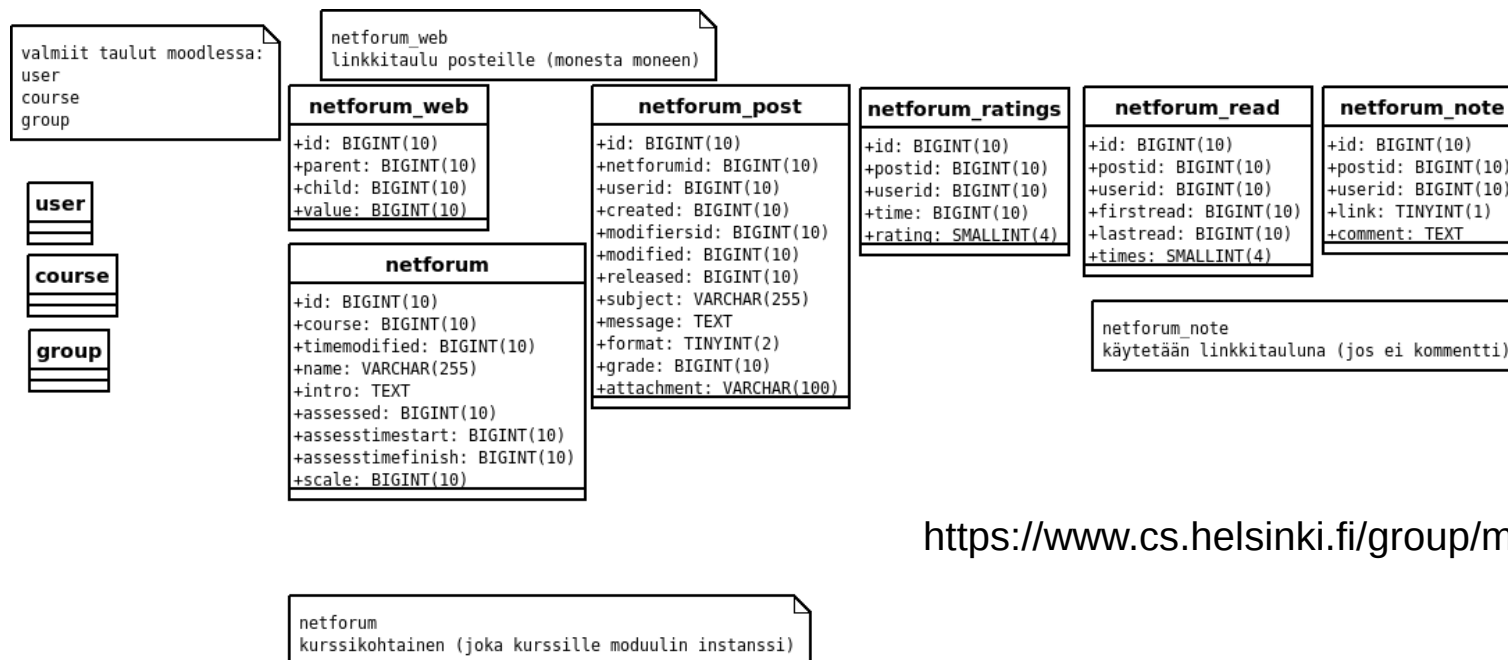 valmiit taulut moodlessa:
user
course
group
netforum_web
linkkitaulu posteille (monesta moneen)
user
course
group
netforum_web
+id: BIGINT(10)
+parent: BIGINT(10)
+child: BIGINT(10)
+value: BIGINT(10)
netforum
+id: BIGINT(10)
+course: BIGINT(10)
+timemodified: BIGINT(10)
+name: VARCHAR(255)
+intro: TEXT
+assessed: BIGINT(10)
+assesstimestart: BIGINT(10)
+assesstimefinish: BIGINT(10)
+scale: BIGINT(10)
netforum_post
+id: BIGINT(10)
+netforumid: BIGINT(10)
+userid: BIGINT(10)
+created: BIGINT(10)
+modifiersid: BIGINT(10)
+modified: BIGINT(10)
+released: BIGINT(10)
+subject: VARCHAR(255)
+message: TEXT
+format: TINYINT(2)
+grade: BIGINT(10)
+attachment: VARCHAR(100)
netforum_ratings
+id: BIGINT(10)
+postid: BIGINT(10)
+userid: BIGINT(10)
+time: BIGINT(10)
+rating: SMALLINT(4)
netforum_read
+id: BIGINT(10)
+postid: BIGINT(10)
+userid: BIGINT(10)
+firstread: BIGINT(10)
+lastread: BIGINT(10)
+times: SMALLINT(4)
netforum_note
+id: BIGINT(10)
+postid: BIGINT(10)
+userid: BIGINT(10)
+link: TINYINT(1)
+comment: TEXT
netforum_note
käytetään linkkitauluna (jos ei kommentti)
https://www.cs.helsinki.fi/group/m
netforum
kurssikohtainen (joka kurssille moduulin instanssi)